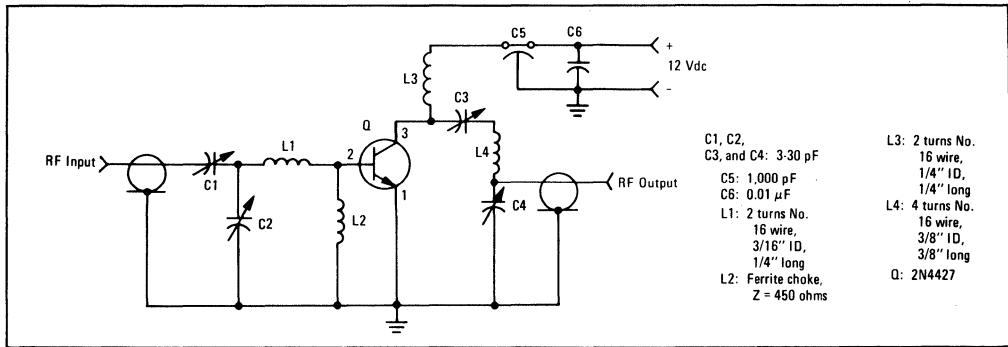 C5
C6
+
12 Vdc
-
L3
C3
Q
3
L4
RF Input
C1
L1
2
RF Output
1
C4
C2
L2
C1, C2,
C3, and C4: 3-30 pF
C5: 1,000 pF
C6: 0.01 μF
L1: 2 turns No.
16 wire,
3/16" ID,
1/4" long
L2: Ferrite choke,
Z = 450 ohms
L3: 2 turns No.
16 wire,
1/4" ID,
1/4" long
L4: 4 turns No.
16 wire,
3/8" ID,
3/8" long
Q: 2N4427